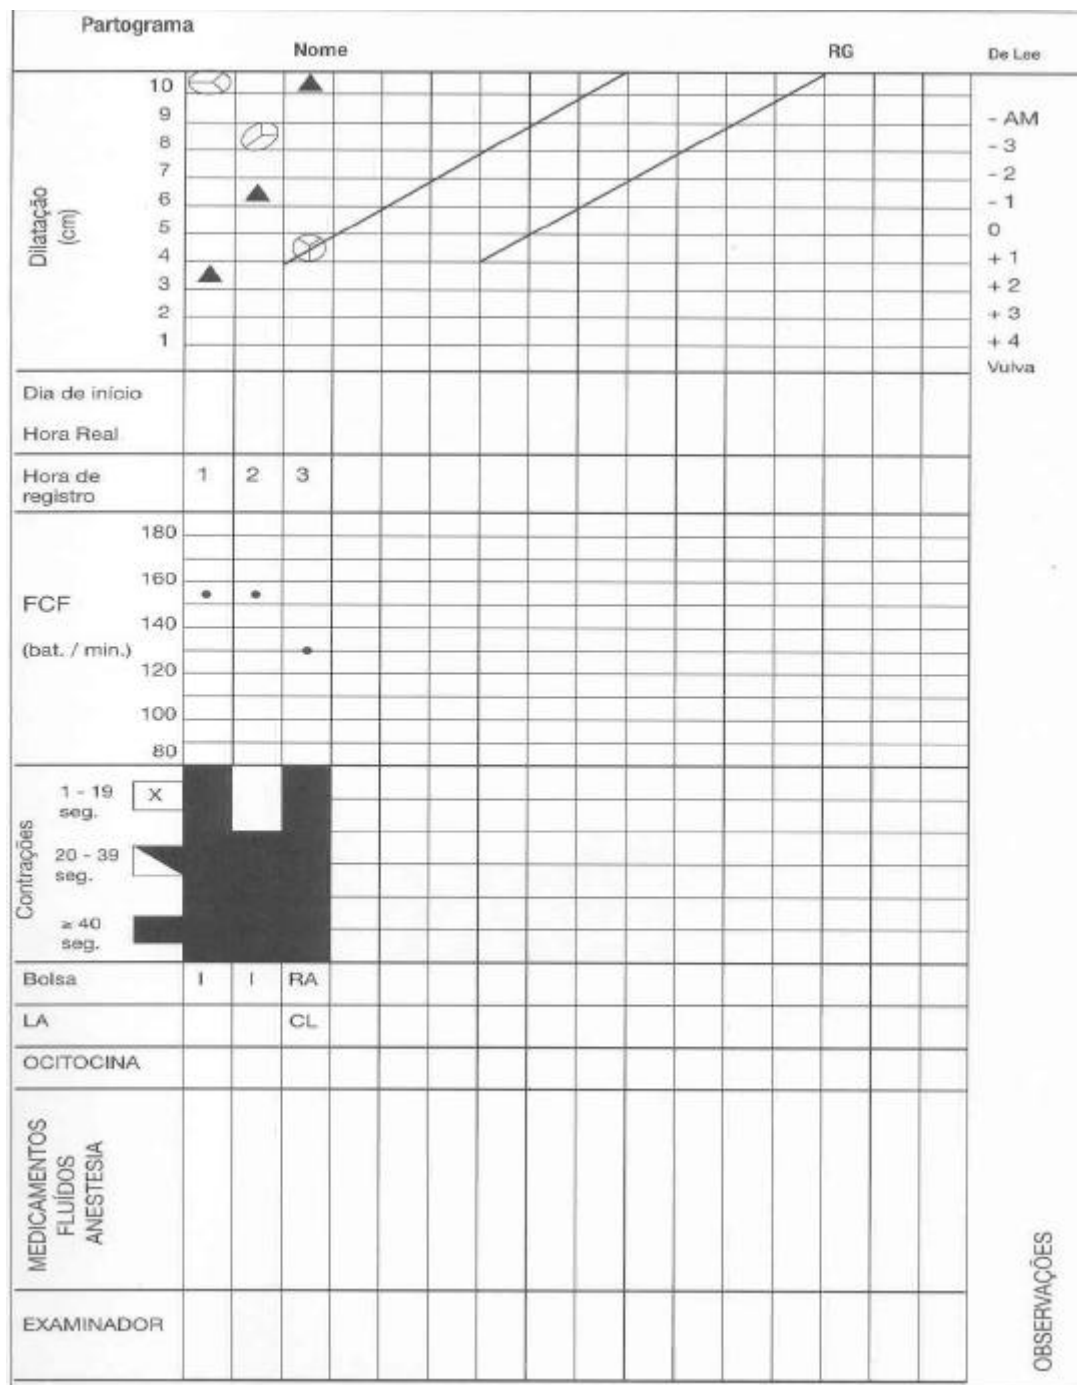 Partograma
Nome RG De Lee
10
9 - AM
8 - 3
7 - 2
6 - 1
5 0
4 + 1
3 + 2
2 + 3
1 + 4
Vulva
Dilatação
(cm)
Dia de início
Hora Real
Hora de 1 2 3
registro
180
160
FCF
140
(bat. / min.)
120
100
80
Contrações
1 - 19 X
seg.
20 - 39
seg.
≥ 40
seg.
Bolsa I I RA
LA CL
OCITOCINA
MEDICAMENTOS
FLUÍDOS
ANESTESIA
EXAMINADOR
OBSERVAÇÕES